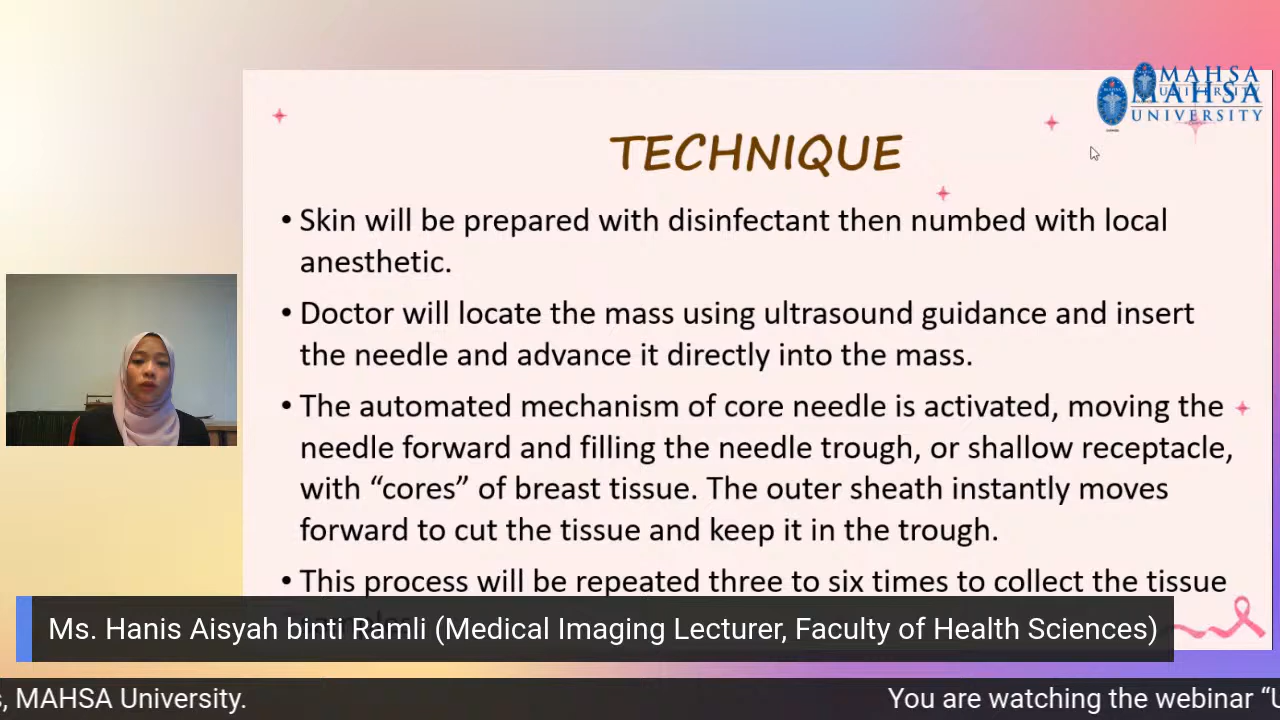 MAHSA
UNIVERSITY
MAHSA
UNIVERSITY
TECHNIQUE
• Skin will be prepared with disinfectant then numbed with local
anesthetic.
• Doctor will locate the mass using ultrasound guidance and insert
the needle and advance it directly into the mass.
• The automated mechanism of core needle is activated, moving the
needle forward and filling the needle trough, or shallow receptacle,
with “cores” of breast tissue. The outer sheath instantly moves
forward to cut the tissue and keep it in the trough.
• This process will be repeated three to six times to collect the tissue
Ms. Hanis Aisyah binti Ramli (Medical Imaging Lecturer, Faculty of Health Sciences)
s, MAHSA University. You are watching the webinar “U